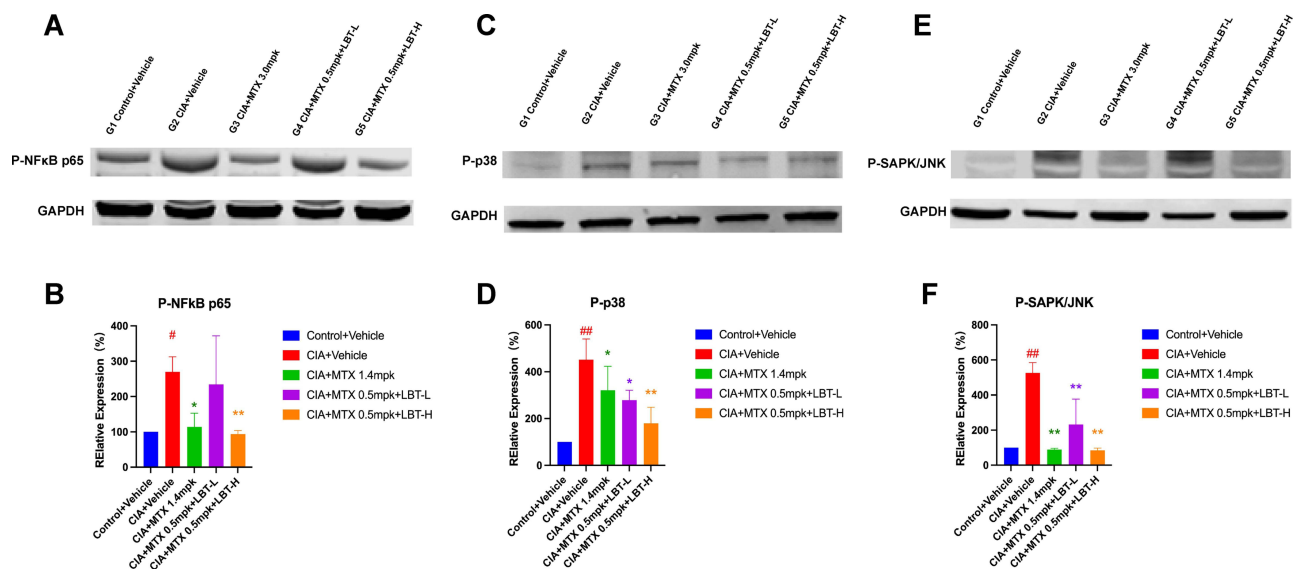 A
G1 Control+Vehicle
G2 CIA+Vehicle
G3 CIA+MTX 3.0mpk
G4 CIA+MTX 0.5mpk+LBT-L
G5 CIA+MTX 0.5mpk+LBT-H
P-NFκB p65
GAPDH
C
G1 Control+Vehicle
G2 CIA+Vehicle
G3 CIA+MTX 3.0mpk
G4 CIA+MTX 0.5mpk+LBT-L
G5 CIA+MTX 0.5mpk+LBT-H
P-p38
GAPDH
E
G1 Control+Vehicle
G2 CIA+Vehicle
G3 CIA+MTX 3.0mpk
G4 CIA+MTX 0.5mpk+LBT-L
G5 CIA+MTX 0.5mpk+LBT-H
P-SAPK/JNK
GAPDH
B
P-NFkB p65
RElative Expression (%)
400
300
200
100
0
#
*
**
Control+Vehicle
CIA+Vehicle
CIA+MTX 1.4mpk
CIA+MTX 0.5mpk+LBT-L
CIA+MTX 0.5mpk+LBT-H
Control+Vehicle
CIA+Vehicle
CIA+MTX 1.4mpk
CIA+MTX 0.5mpk+LBT-L
CIA+MTX 0.5mpk+LBT-H
D
P-p38
RElative Expression (%)
600
400
200
0
##
*
*
**
Control+Vehicle
CIA+Vehicle
CIA+MTX 1.4mpk
CIA+MTX 0.5mpk+LBT-L
CIA+MTX 0.5mpk+LBT-H
Control+Vehicle
CIA+Vehicle
CIA+MTX 1.4mpk
CIA+MTX 0.5mpk+LBT-L
CIA+MTX 0.5mpk+LBT-H
F
P-SAPK/JNK
RElative Expression (%)
800
600
400
200
0
##
**
**
**
Control+Vehicle
CIA+Vehicle
CIA+MTX 1.4mpk
CIA+MTX 0.5mpk+LBT-L
CIA+MTX 0.5mpk+LBT-H
Control+Vehicle
CIA+Vehicle
CIA+MTX 1.4mpk
CIA+MTX 0.5mpk+LBT-L
CIA+MTX 0.5mpk+LBT-H